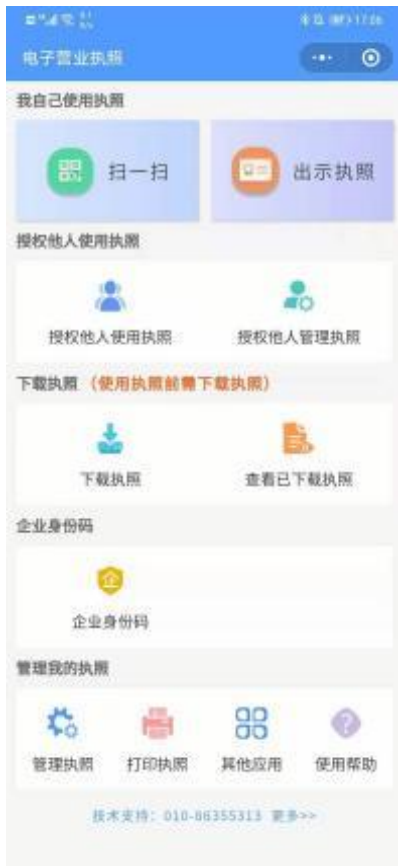 17:06
电子营业执照
我自己使用执照
扫一扫
出示执照
授权他人使用执照
授权他人使用执照
授权他人管理执照
下载执照 (使用执照前需下载执照)
下载执照
查看已下载执照
企业身份码
企
企业身份码
管理我的执照
管理执照
打印执照
其他应用
使用帮助
技术支持: 010-86355313 更多>>